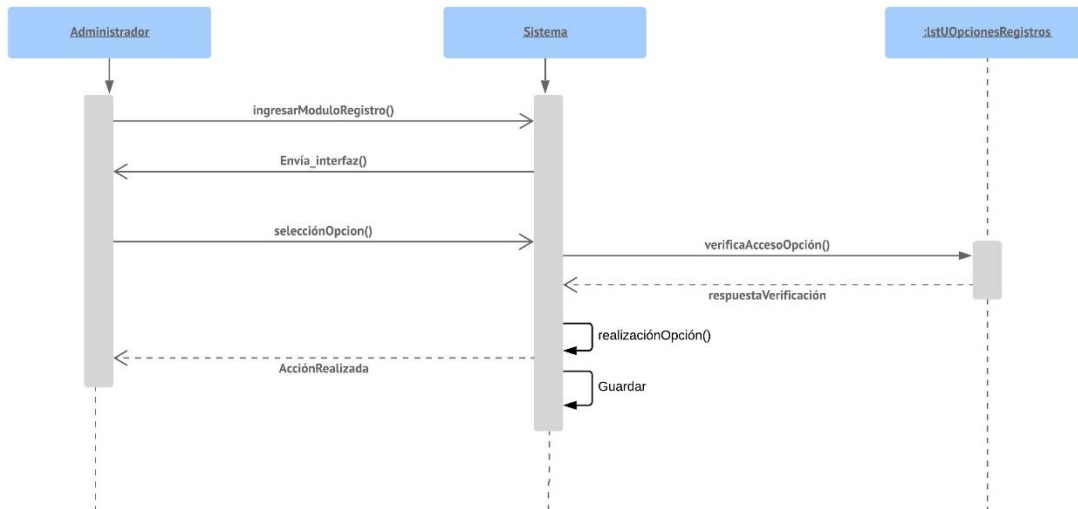 Administrador
Sistema
:lstUOpcionesRegistros
ingresarModuloRegistro()
Envía_interfaz()
selecciónOpcion()
verificaAccesoOpción()
respuestaVerificación
realizaciónOpción()
AcciónRealizada
Guardar